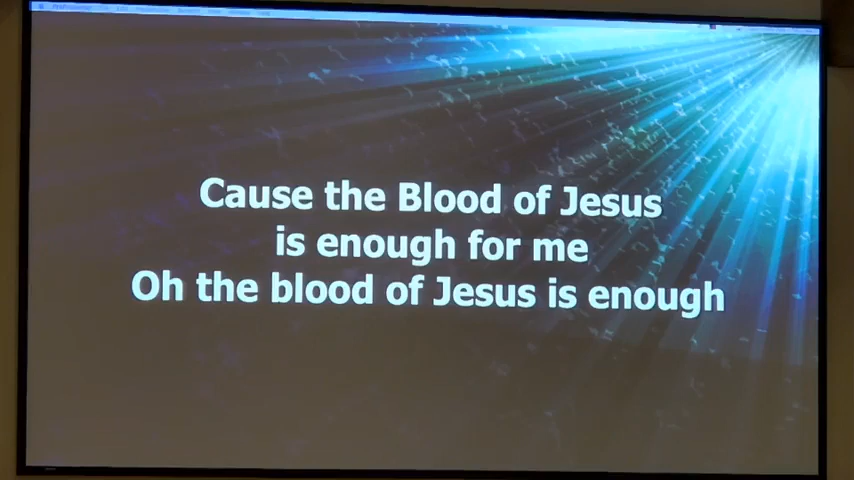 Cause the Blood of Jesus
is enough for me
Oh the blood of Jesus is enough